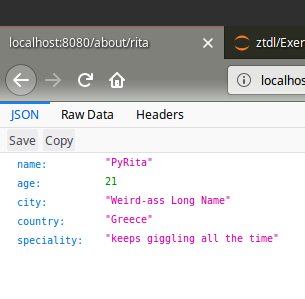 localhost:8080/about/rita
ztdl/Exer
localhos
JSON Raw Data Headers
Save Copy
name: "PyRita"
age: 21
city: "Weird-ass Long Name"
country: "Greece"
speciality: "keeps giggling all the time"